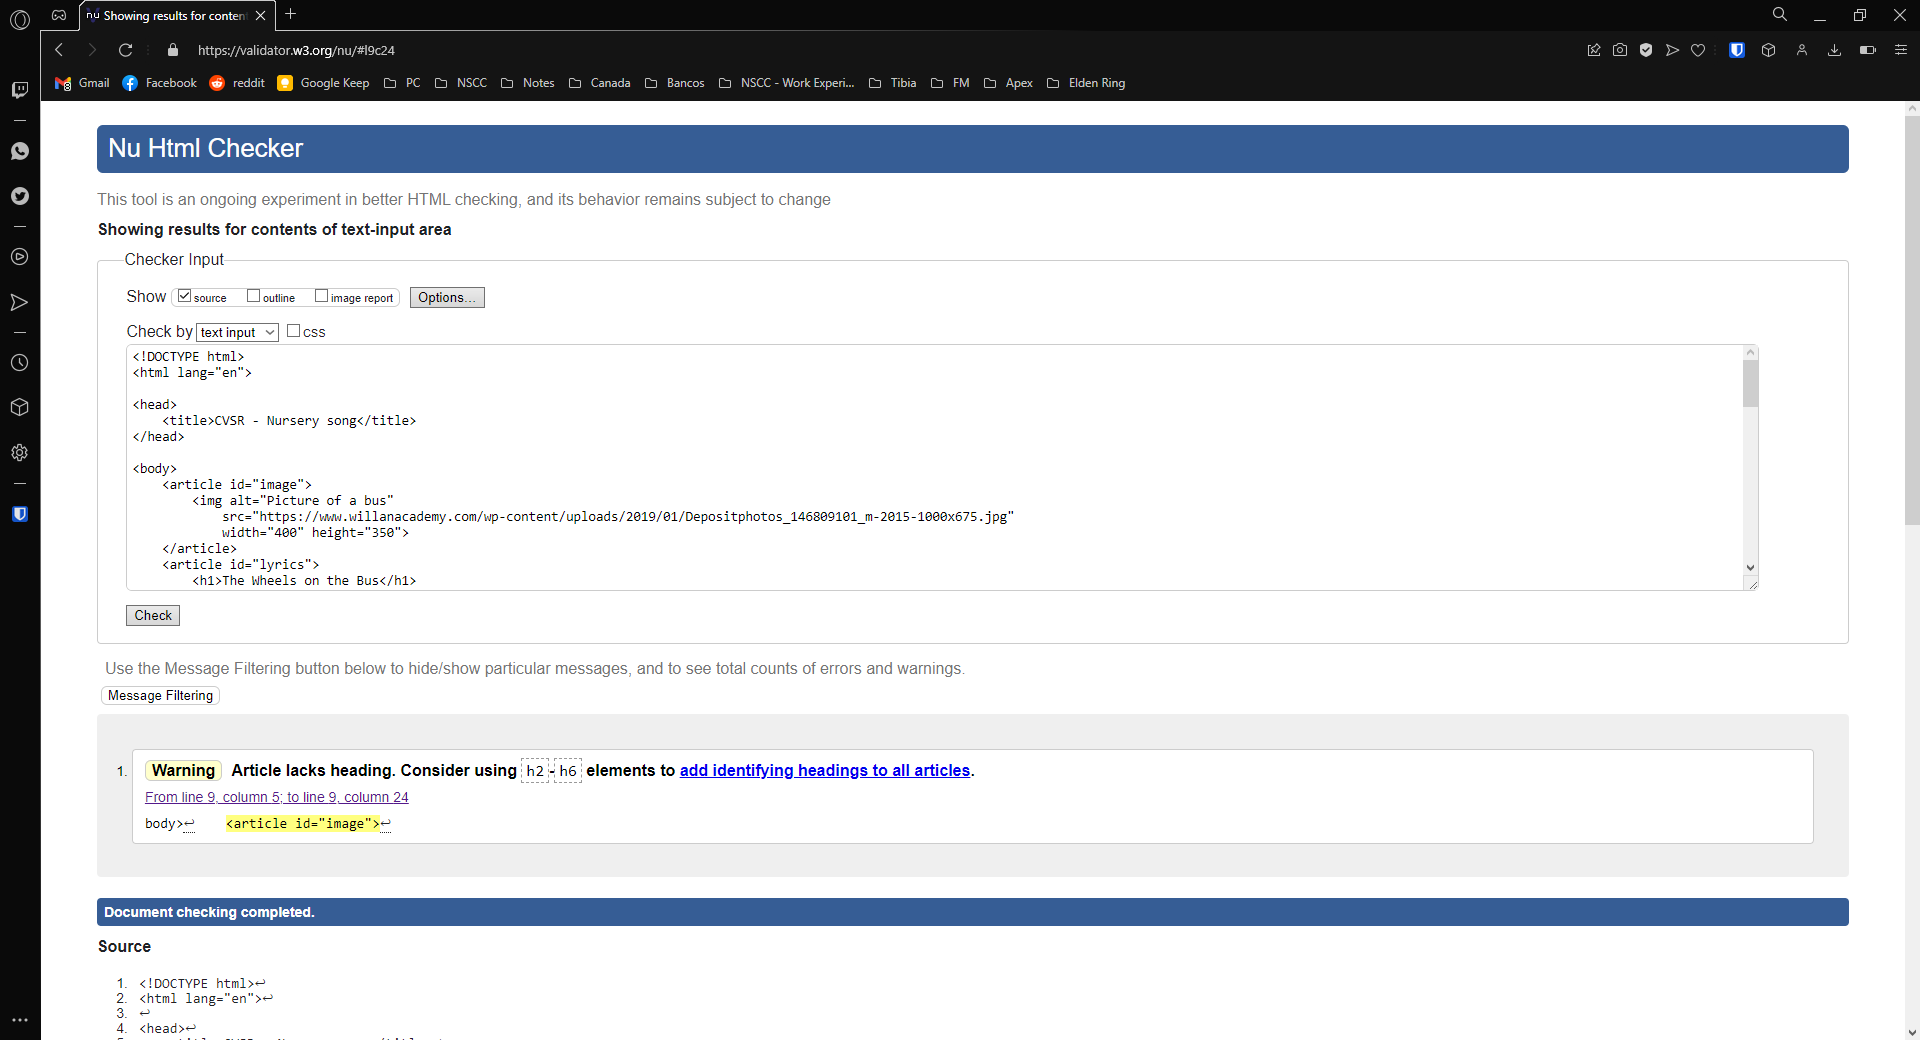 nu Showing results for conten
https://validator.w3.org/nu/#l9c24
Gmail Facebook reddit Google Keep PC NSCC Notes Canada Bancos NSCC - Work Experi... Tibia FM Apex Elden Ring
Nu Html Checker
This tool is an ongoing experiment in better HTML checking, and its behavior remains subject to change
Showing results for contents of text-input area
Checker Input
Show source outline image report Options...
Check by text input css
<!DOCTYPE html>
<html lang="en">
<head>
<title>CVSR - Nursery song</title>
</head>
<body>
<article id="image">
<img alt="Picture of a bus"
src="https://www.willanacademy.com/wp-content/uploads/2019/01/Depositphotos_146809101_m-2015-1000x675.jpg"
width="400" height="350">
</article>
<article id="lyrics">
<h1>The Wheels on the Bus</h1>
Check
Use the Message Filtering button below to hide/show particular messages, and to see total counts of errors and warnings.
Message Filtering
1. Warning. Article lacks heading. Consider using h2-h6 elements to add identifying headings to all articles.
From line 9, column 5; to line 9, column 24
body>↩ <article id="image">↩
Document checking completed.
Source
1. <!DOCTYPE html>↩
2. <html lang="en">↩
3. ↩
4. <head>↩